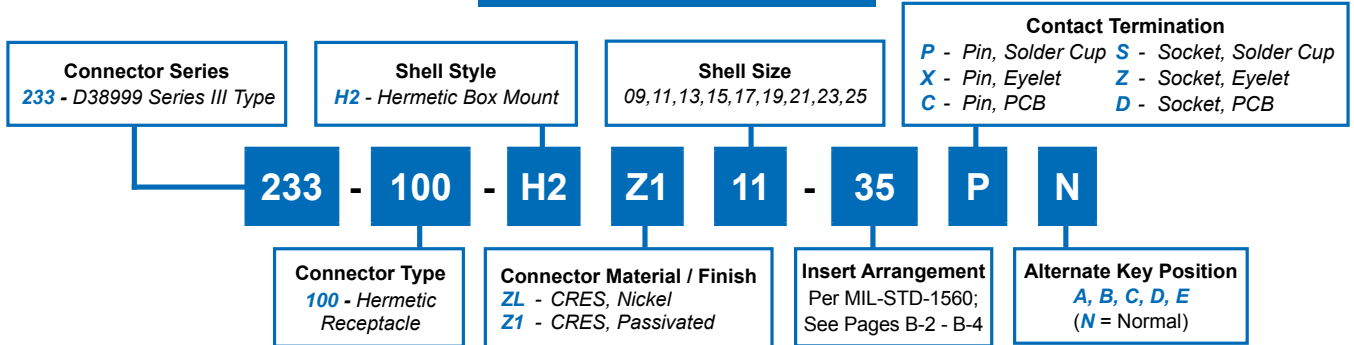 Connector Series
233 - D38999 Series III Type
Shell Style
H2 - Hermetic Box Mount
Shell Size
09,11,13,15,17,19,21,23,25
Contact Termination
P - Pin, Solder Cup S - Socket, Solder Cup
X - Pin, Eyelet Z - Socket, Eyelet
C - Pin, PCB D - Socket, PCB
233 - 100 - H2 Z1 11 - 35 P N
Connector Type
100 - Hermetic
Receptacle
Connector Material / Finish
ZL - CRES, Nickel
Z1 - CRES, Passivated
Insert Arrangement
Per MIL-STD-1560;
See Pages B-2 - B-4
Alternate Key Position
A, B, C, D, E
(N = Normal)